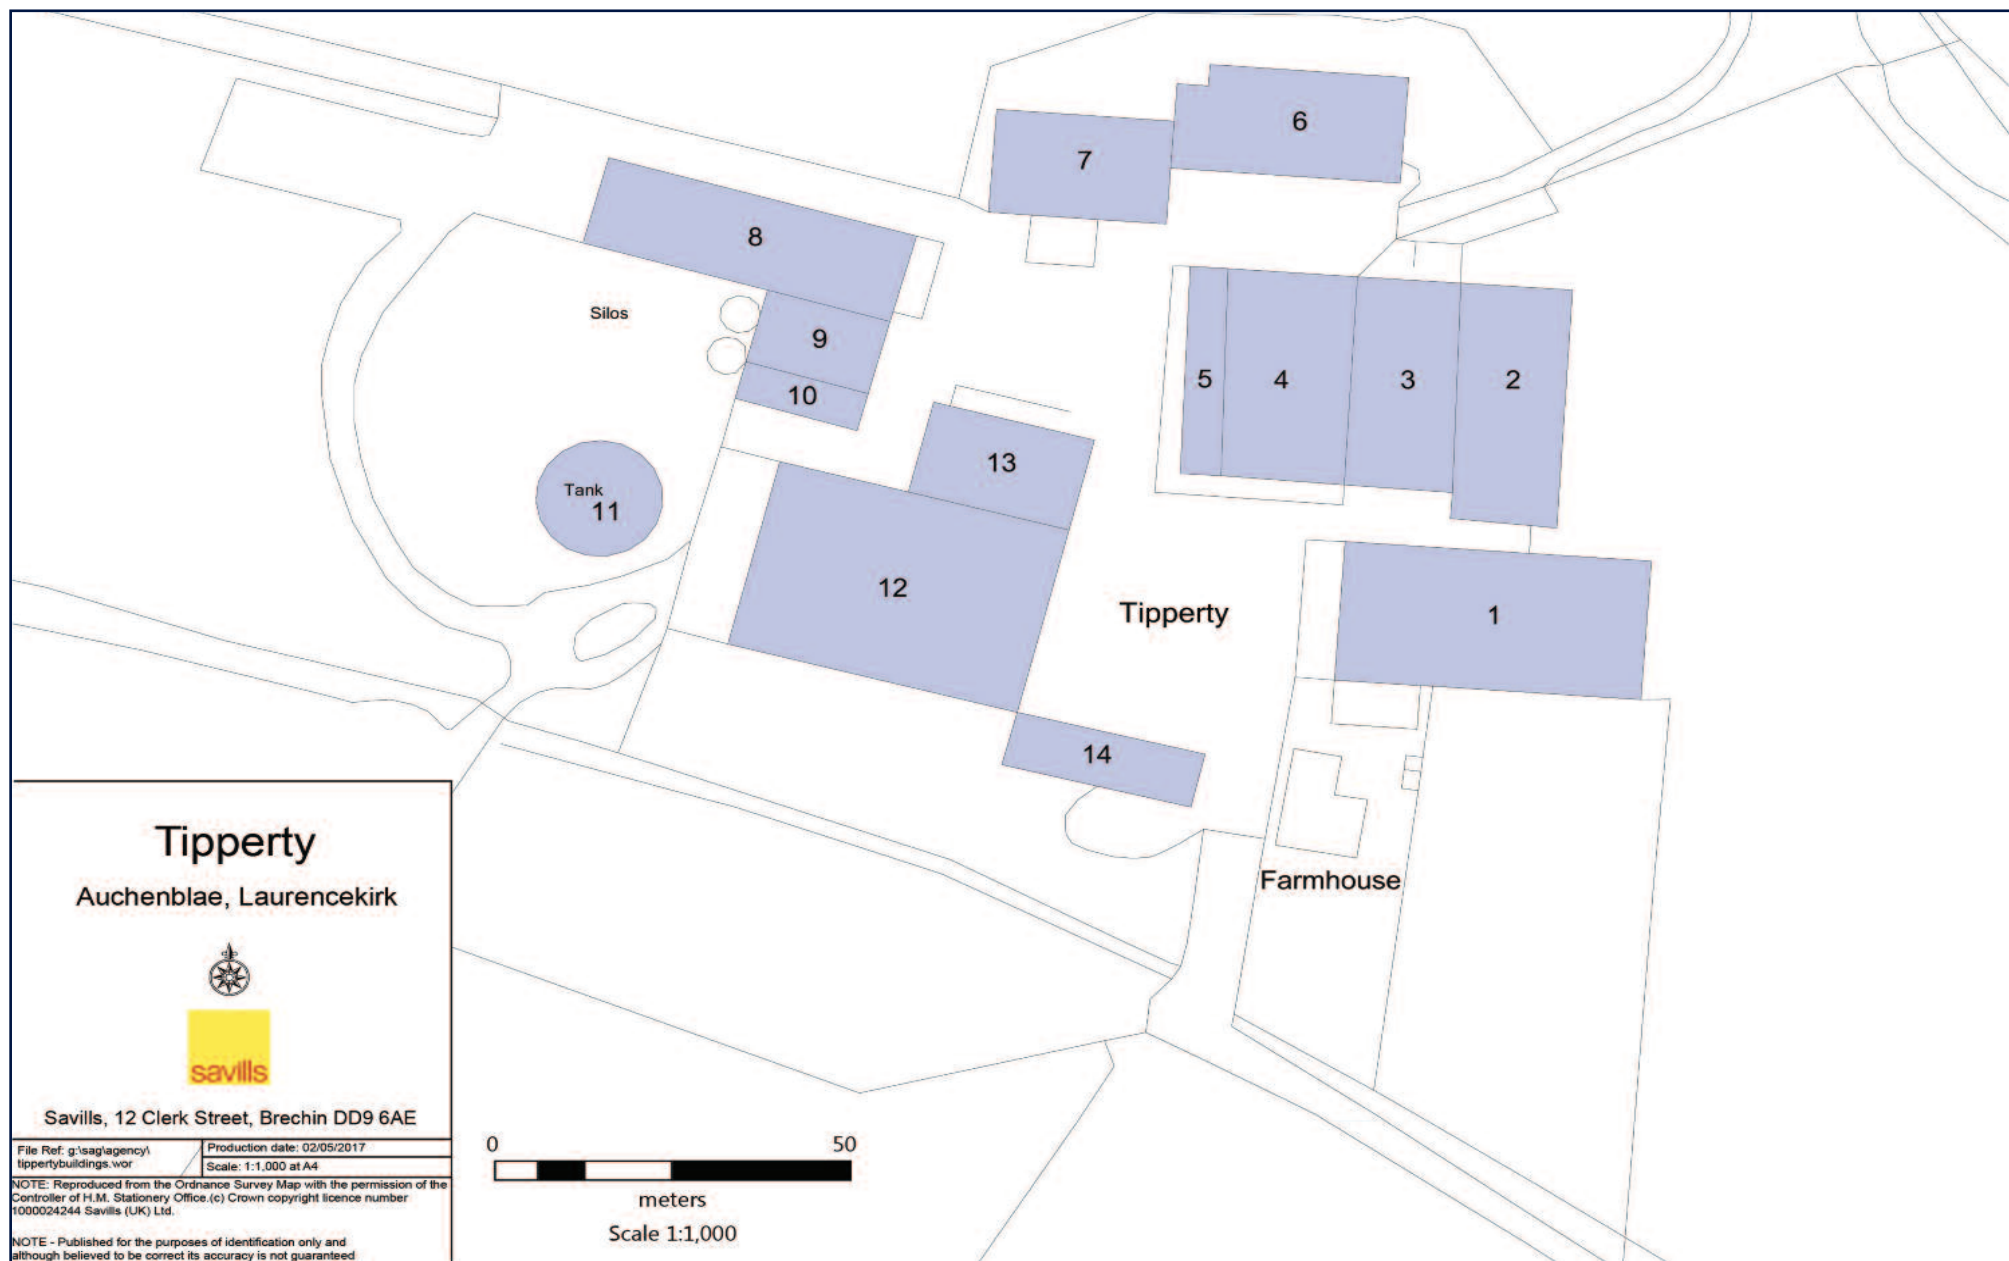 6
7
8
Silos
9
10
5
4
3
2
13
Tank
11
12
Tipperty
1
14
Farmhouse
Tipperty
Auchenblae, Laurencekirk
savills
Savills, 12 Clerk Street, Brechin DD9 6AE
File Ref: g:\sag\agency\
tippertybuildings.wor
Production date: 02/05/2017
Scale: 1:1,000 at A4
NOTE: Reproduced from the Ordnance Survey Map with the permission of the
Controller of H.M. Stationery Office.(c) Crown copyright licence number
1000024244 Savills (UK) Ltd.
NOTE - Published for the purposes of identification only and
although believed to be correct its accuracy is not guaranteed
0 50
meters
Scale 1:1,000